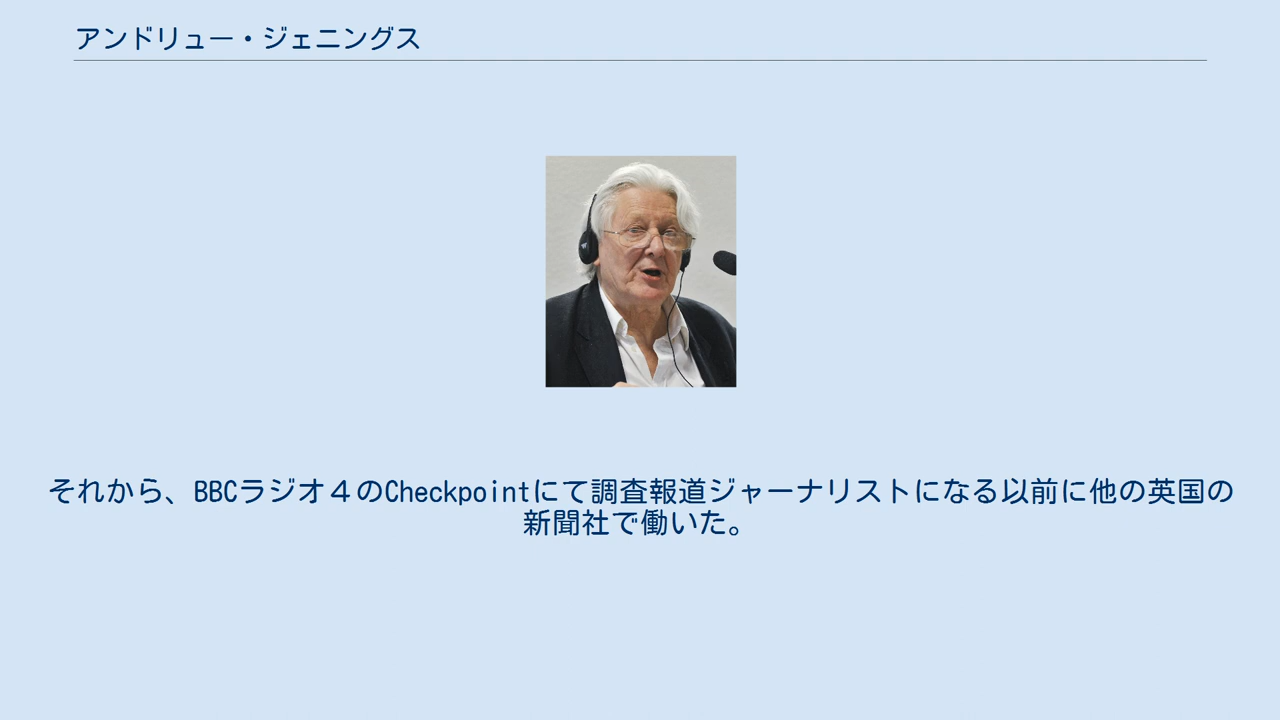 アンドリュー・ジェニングス
それから、BBCラジオ４のCheckpointにて調査報道ジャーナリストになる以前に他の英国の
新聞社で働いた。